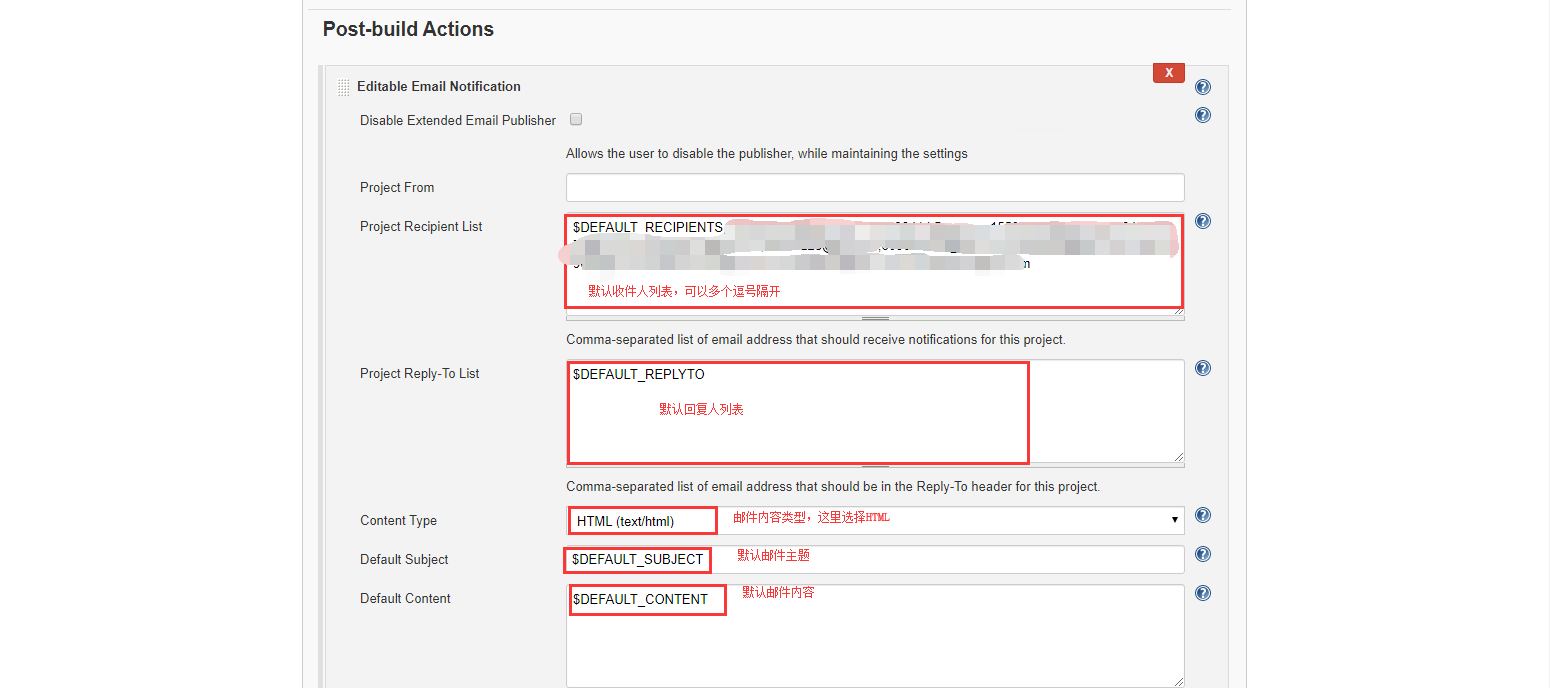 Post-build Actions
X
Editable Email Notification
Disable Extended Email Publisher
Allows the user to disable the publisher, while maintaining the settings
Project From
Project Recipient List
$DEFAULT_RECIPIENTS
默认收件人列表，可以多个逗号隔开
Comma-separated list of email address that should receive notifications for this project.
Project Reply-To List
$DEFAULT_REPLYTO
默认回复人列表
Comma-separated list of email address that should be in the Reply-To header for this project.
Content Type
HTML (text/html)
邮件内容类型，这里选择HTML
Default Subject
$DEFAULT_SUBJECT
默认邮件主题
Default Content
$DEFAULT_CONTENT
默认邮件内容